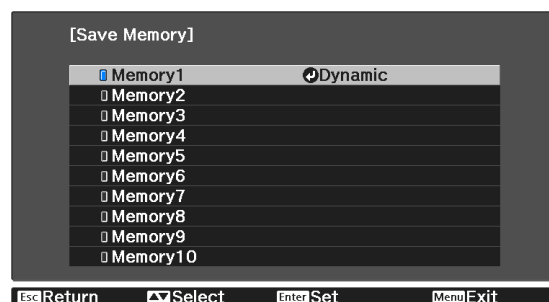 [Save Memory]
Memory1 Dynamic
Memory2
Memory3
Memory4
Memory5
Memory6
Memory7
Memory8
Memory9
Memory10
Esc Return Select Enter Set Menu Exit